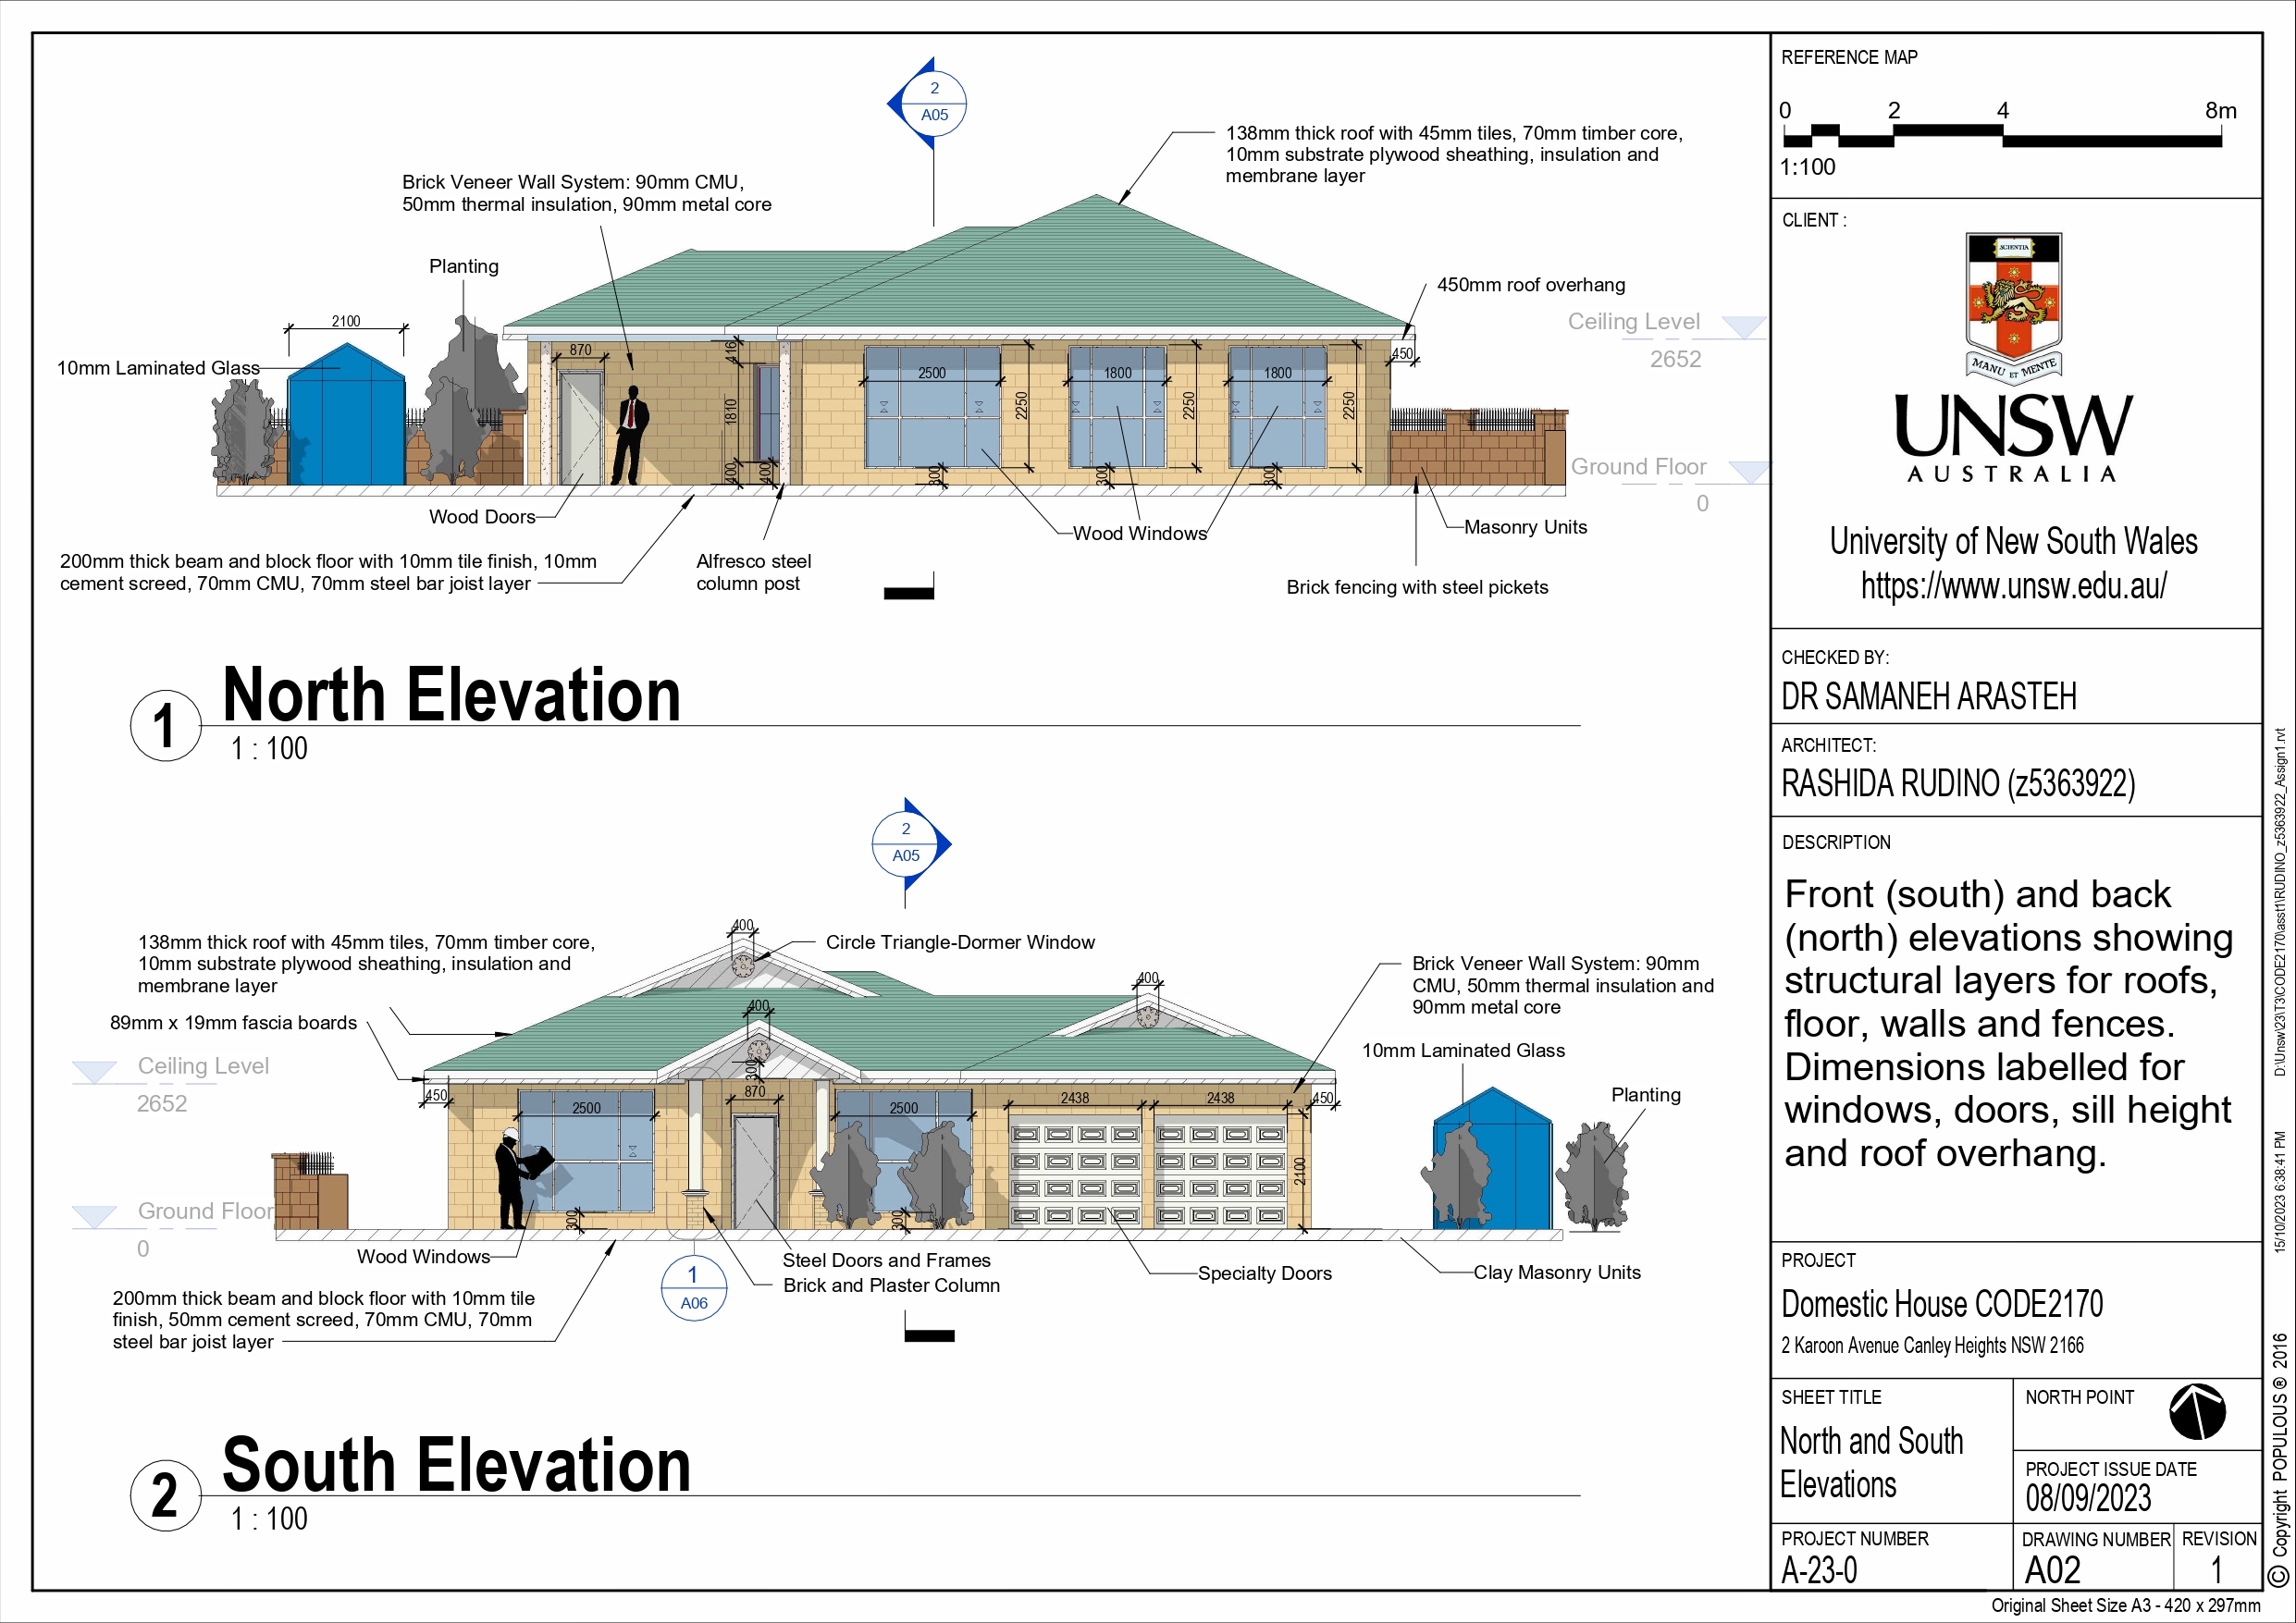 2
A05
138mm thick roof with 45mm tiles, 70mm timber core,
10mm substrate plywood sheathing, insulation and
membrane layer
Brick Veneer Wall System: 90mm CMU,
50mm thermal insulation, 90mm metal core
Planting
450mm roof overhang
2100
10mm Laminated Glass
Ceiling Level
2652
870
416
1810
400
400
2500
2250
300
1800
2250
300
1800
2250
300
450
Ground Floor
0
Wood Doors
Wood Windows
Masonry Units
200mm thick beam and block floor with 10mm tile finish, 10mm
cement screed, 70mm CMU, 70mm steel bar joist layer
Alfresco steel
column post
Brick fencing with steel pickets
1
North Elevation
1 : 100
2
A05
400
Circle Triangle-Dormer Window
138mm thick roof with 45mm tiles, 70mm timber core,
10mm substrate plywood sheathing, insulation and
membrane layer
89mm x 19mm fascia boards
Brick Veneer Wall System: 90mm
CMU, 50mm thermal insulation and
90mm metal core
400
400
300
10mm Laminated Glass
Planting
Ceiling Level
2652
450
2500
870
2500
2438
2438
450
2100
300
300
Ground Floor
0
Wood Windows
Steel Doors and Frames
Brick and Plaster Column
Specialty Doors
Clay Masonry Units
1
A06
200mm thick beam and block floor with 10mm tile
finish, 50mm cement screed, 70mm CMU, 70mm
steel bar joist layer
2
South Elevation
1 : 100
REFERENCE MAP
0 2 4 8m
1:100
CLIENT :
SCIENTIA
MANU ET MENTE
UNSW
AUSTRALIA
University of New South Wales
https://www.unsw.edu.au/
CHECKED BY:
DR SAMANEH ARASTEH
ARCHITECT:
RASHIDA RUDINO (z5363922)
DESCRIPTION
Front (south) and back
(north) elevations showing
structural layers for roofs,
floor, walls and fences.
Dimensions labelled for
windows, doors, sill height
and roof overhang.
PROJECT
Domestic House CODE2170
2 Karoon Avenue Canley Heights NSW 2166
SHEET TITLE
North and South
Elevations
NORTH POINT
PROJECT ISSUE DATE
08/09/2023
PROJECT NUMBER
A-23-0
DRAWING NUMBER
A02
REVISION
1
Original Sheet Size A3 - 420 x 297mm
© Copyright POPULOUS ® 2016
15/10/2023 6:38:41 PM
D:\Unsw\23\T3\CODE2170\asst1\RUDINO_z5363922_Assign1.rvt